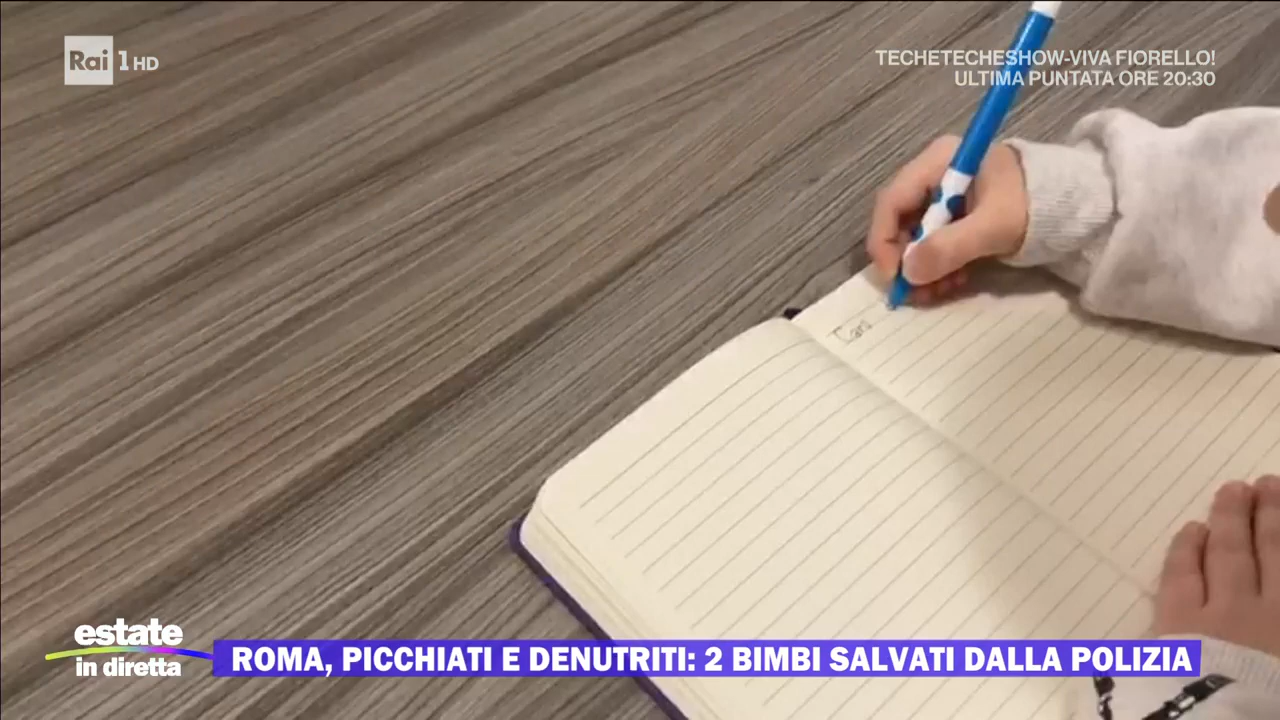 Rai 1 HD
TECHETECHESHOW-VIVA FIORELLO!
ULTIMA PUNTATA ORE 20:30
estate
in diretta
ROMA, PICCHIATI E DENUTRITI: 2 BIMBI SALVATI DALLA POLIZIA